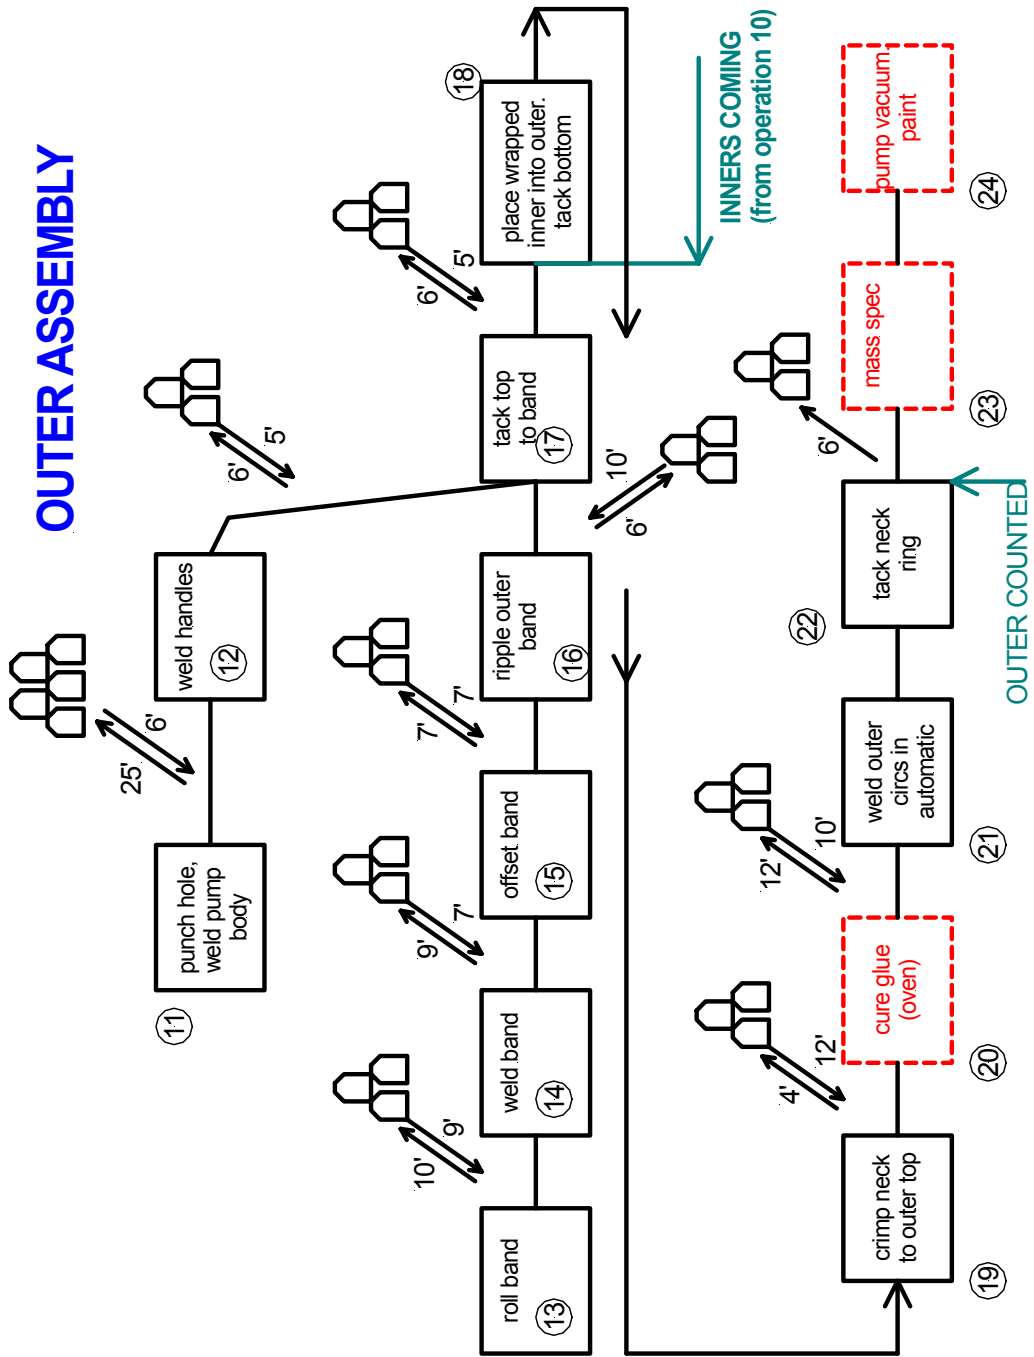 OUTER ASSEMBLY
25'
6'
6'
5'
11
punch hole,
weld pump
body
weld handles
12
10'
9'
9'
7'
7'
7'
6'
5'
18
roll band
13
weld band
14
offset band
15
ripple outer
band
16
tack top
to band
17
place wrapped
inner into outer.
tack bottom
6'
10'
INNERS COMING
(from operation 10)
4'
12'
12'
10'
6'
19
crimp neck
to outer top
20
cure glue
(oven)
21
weld outer
circs in
automatic
22
tack neck
ring
23
mass spec
24
pump vacuum.
paint
OUTER COUNTED